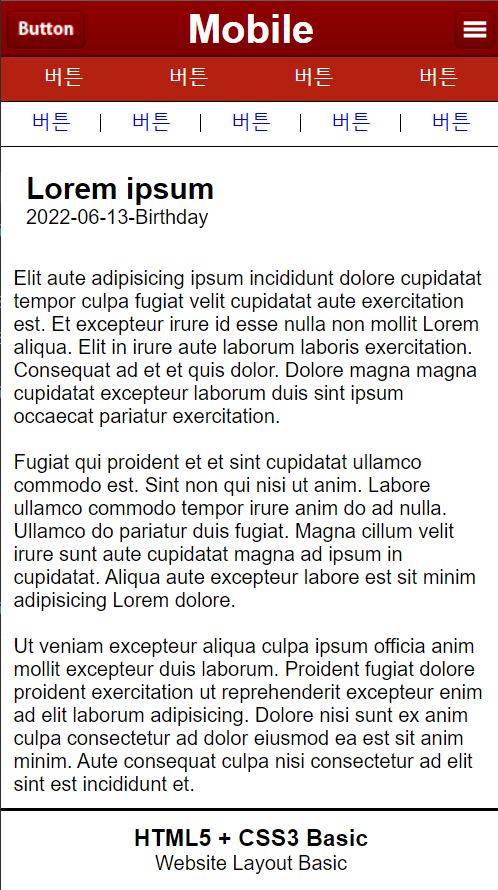 Button Mobile
버튼 버튼 버튼 버튼
버튼 | 버튼 | 버튼 | 버튼 | 버튼
Lorem ipsum
2022-06-13-Birthday
Elit aute adipisicing ipsum incididunt dolore cupidatat
tempor culpa fugiat velit cupidatat aute exercitation
est. Et excepteur irure id esse nulla non mollit Lorem
aliqua. Elit in irure aute laborum laboris exercitation.
Consequat ad et et quis dolor. Dolore magna magna
cupidatat excepteur laborum duis sint ipsum
occaecat pariatur exercitation.
Fugiat qui proident et et sint cupidatat ullamco
commodo est. Sint non qui nisi ut anim. Labore
ullamco commodo tempor irure anim do ad nulla.
Ullamco do pariatur duis fugiat. Magna cillum velit
irure sunt aute cupidatat magna ad ipsum in
cupidatat. Aliqua aute excepteur labore est sit minim
adipisicing Lorem dolore.
Ut veniam excepteur aliqua culpa ipsum officia anim
mollit excepteur duis laborum. Proident fugiat dolore
proident exercitation ut reprehenderit excepteur enim
ad elit laborum adipisicing. Dolore nisi sunt ex anim
culpa consectetur ad dolor eiusmod ea est sit anim
minim. Aute consequat culpa nisi consectetur ad elit
sint est incididunt et.
HTML5 + CSS3 Basic
Website Layout Basic